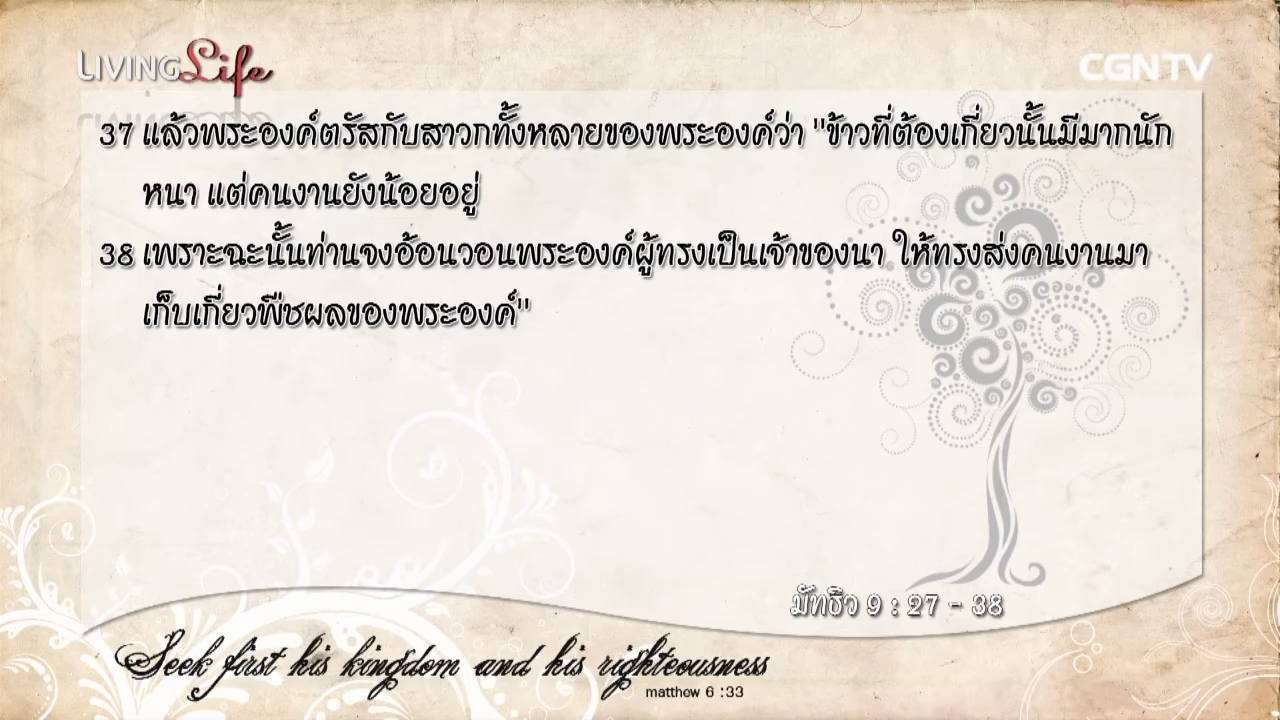 LIVING Life
CGNTV
37 แล้วพระองค์ตรัสกับสาวกทั้งหลายของพระองค์ว่า "ข้าวที่ต้องเกี่ยวนั้นมีมากนัก
หนา แต่คนงานยังน้อยอยู่
38 เพราะฉะนั้นท่านจงอ้อนวอนพระองค์ผู้ทรงเป็นเจ้าของนา ให้ทรงส่งคนงานมา
เก็บเกี่ยวพืชผลของพระองค์"
มัทธิว 9 : 27 - 38
Seek first his kingdom and his righteousness
matthew 6 :33